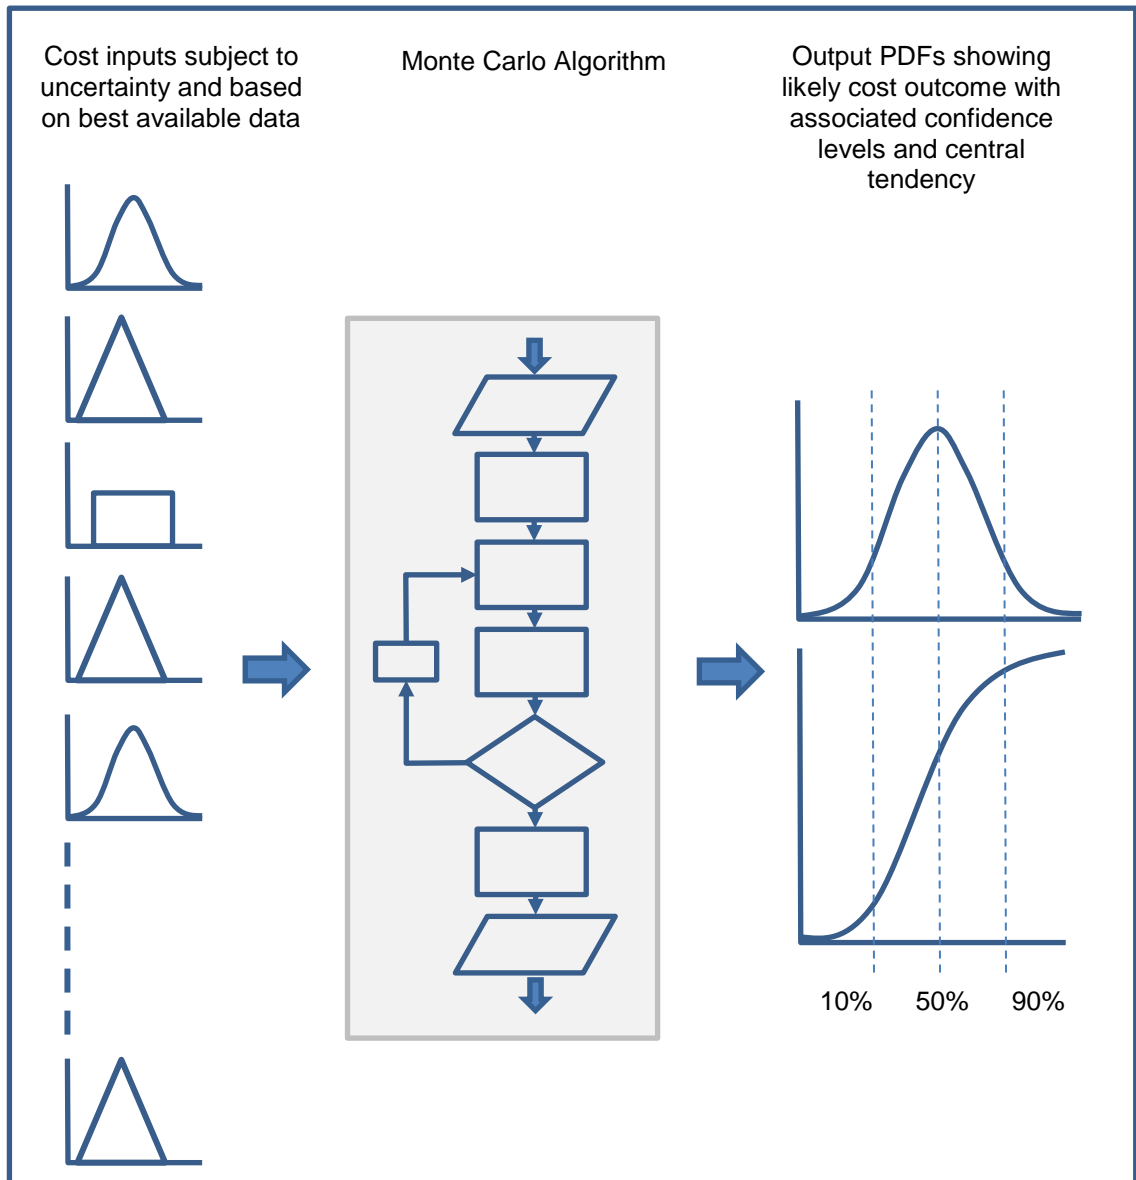 Cost inputs subject to
uncertainty and based
on best available data
Monte Carlo Algorithm
Output PDFs showing
likely cost outcome with
associated confidence
levels and central
tendency
10% 50% 90%